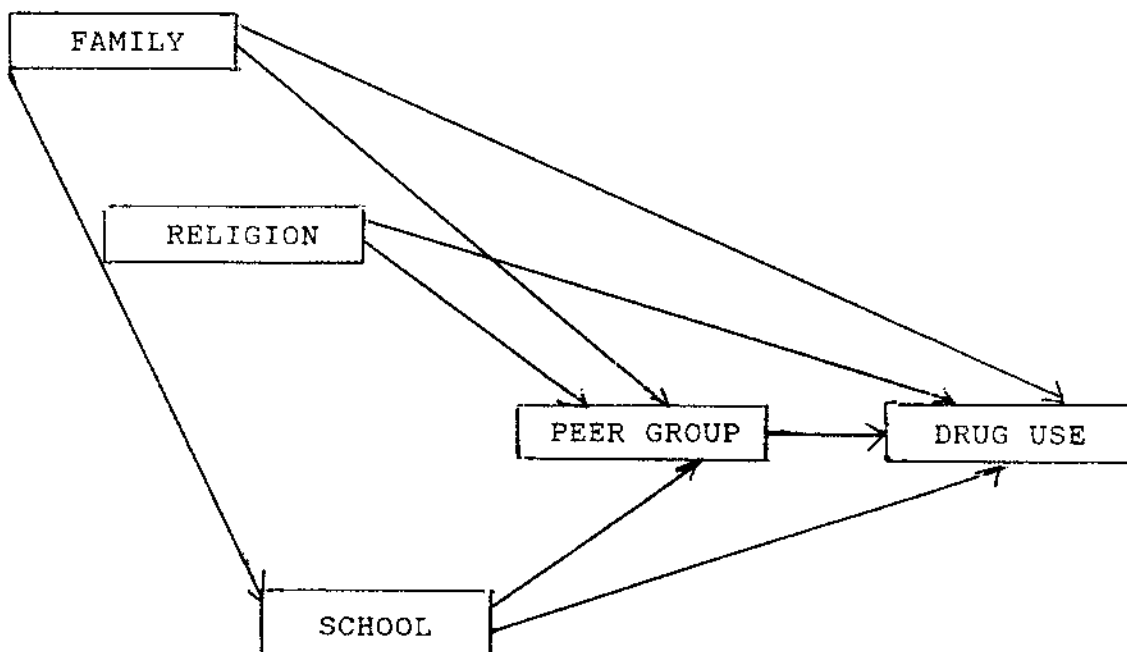 FAMILY
RELIGION
PEER GROUP
DRUG USE
SCHOOL